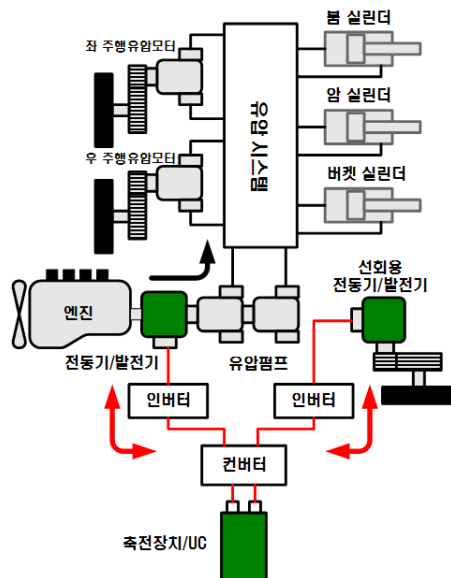 붐 실린더
좌 주행유압모터
암 실린더
유압 시스템
우 주행유압모터
버켓 실린더
선회용
전동기/발전기
엔진
전동기/발전기
유압펌프
인버터
인버터
컨버터
축전장치/UC